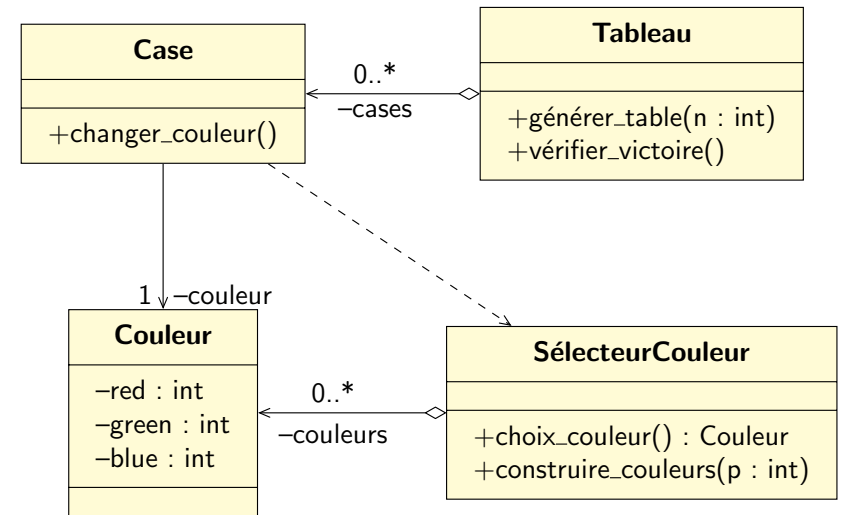 Case
+changer_couleur()
0..*
–cases
Tableau
+générer_table(n : int)
+vérifier_victoire()
1 –couleur
Couleur
–red : int
–green : int
–blue : int
0..*
–couleurs
SélecteurCouleur
+choix_couleur() : Couleur
+construire_couleurs(p : int)